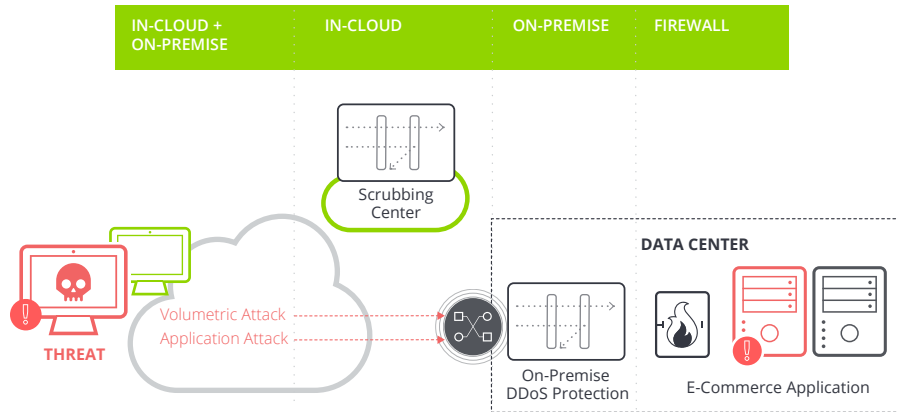 IN-CLOUD +
ON-PREMISE
IN-CLOUD
ON-PREMISE
FIREWALL
Scrubbing
Center
DATA CENTER
Volumetric Attack
Application Attack
THREAT
On-Premise
DDoS Protection
E-Commerce Application